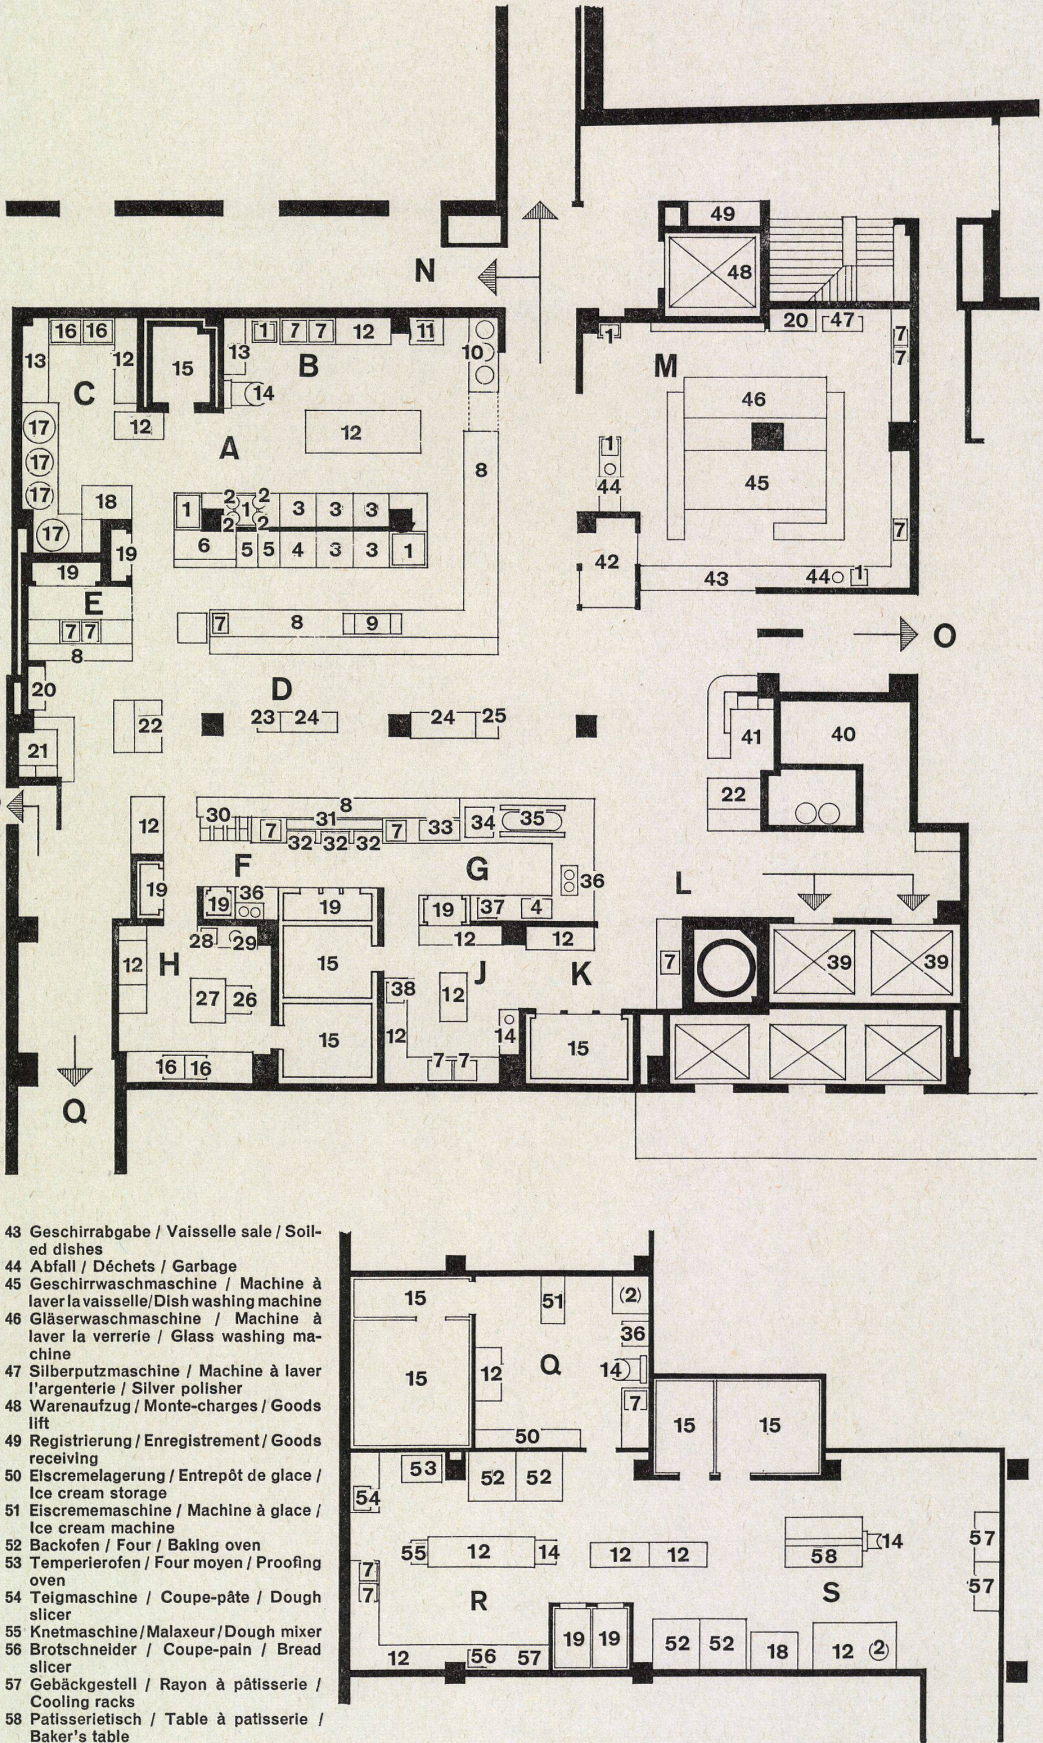 49
48
N
20 47
16 16
1 7 7 12 11
1
7
7
13 12 15 13 B 10
C 14 M
46
12
17 12
A
1
17 8
44 45
17 18
2 2
1 1 3 3 3
2 2
7
17 6 5 5 4 3 3 1
19
19 42 43 44 1
E
7 7 7 8 9
8
O
D
20
22 23 24 24 25
21 41 40
22
12 30 8
31 34 35
7 7 33
32 32 32
F G
36 36 L
19 19 19 19 37 4
28 29 12 12
12 H 15 J K 7 39 39
38
27 26 12
12 14
15 15
16 16 7 7
Q
43 Geschirrabgabe / Vaisselle sale / Soil-
ed dishes
44 Abfall / Déchets / Garbage
45 Geschirrwaschmaschine / Machine à
laver la vaisselle/Dish washing machine
46 Gläserwaschmaschine / Machine à
laver la verrerie / Glass washing ma-
chine
47 Silberputzmaschine / Machine à laver
l'argenterie / Silver polisher
48 Warenaufzug / Monte-charges / Goods
lift
49 Registrierung / Enregistrement / Goods
receiving
50 Eiscremelagerung / Entrepôt de glace /
Ice cream storage
51 Eiscrememaschine / Machine à glace /
Ice cream machine
52 Backofen / Four / Baking oven
53 Temperierofen / Four moyen / Proofing
oven
54 Teigmaschine / Coupe-pâte / Dough
slicer
55 Knetmaschine/Malaxeur/Dough mixer
56 Brotschneider / Coupe-pain / Bread
slicer
57 Gebäckgestell / Rayon à pâtisserie /
Cooling racks
58 Patisserietisch / Table à patisserie /
Baker's table
15 51 (2)
36
Q
15 12 14
7
50
15 15
53 52 52
54
55 12 14 12 12 14
58
57
57
7
7
R S
12 56 57 19 19 52 52 18 12 2